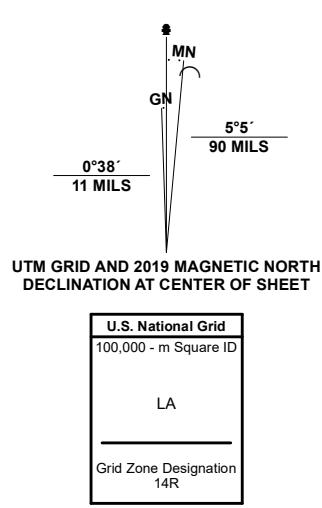 MN
GN
5°5´
90 MILS
0°38´
11 MILS
UTM GRID AND 2019 MAGNETIC NORTH
DECLINATION AT CENTER OF SHEET
U.S. National Grid
100,000 - m Square ID
LA
Grid Zone Designation
14R